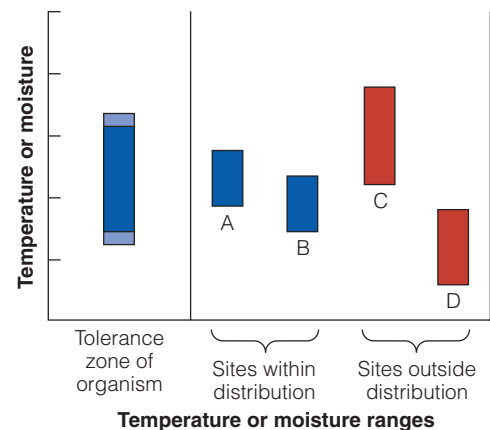 Temperature or moisture
A
B
C
D
Tolerance
zone of
organism
Sites within
distribution
Sites outside
distribution
Temperature or moisture ranges